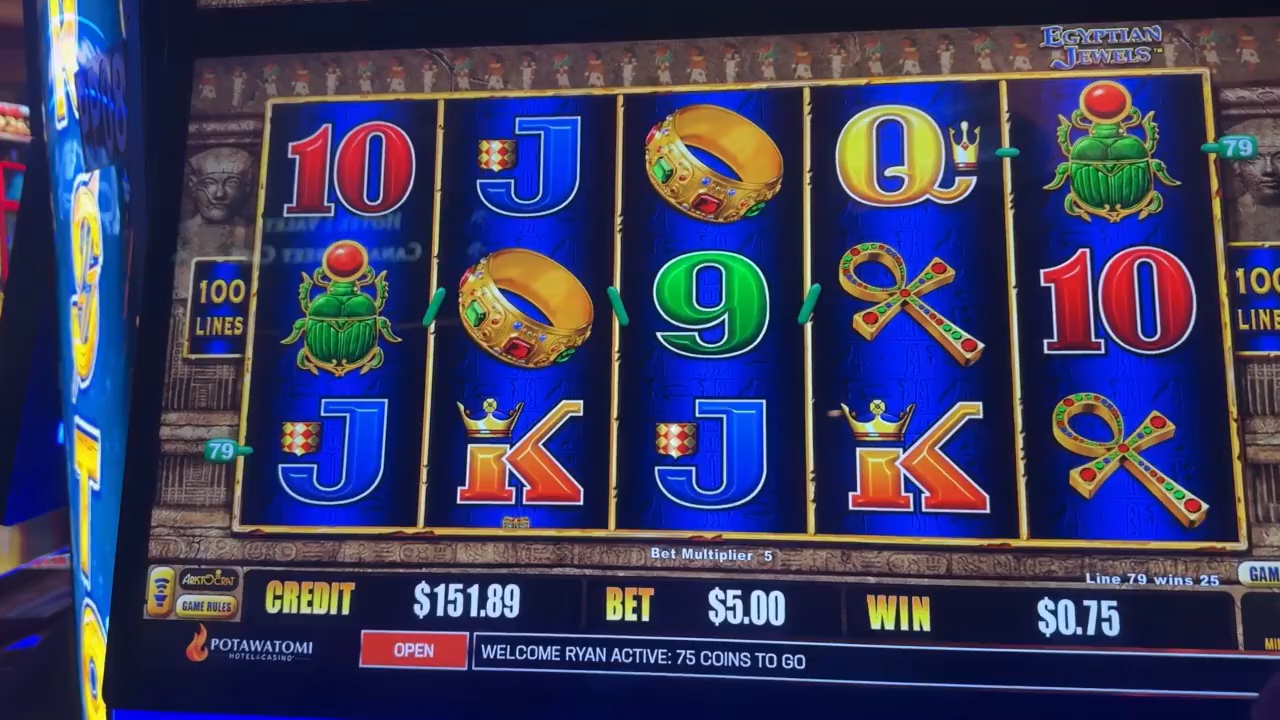 EGYPTIAN
JEWELS™
10 J Q
79
9 10
100
LINES
100
LINES
79
J K J K
Bet Multiplier 5
Line 79 wins 25
ARISTOCRAT
GAME RULES
CREDIT $151.89 BET $5.00 WIN $0.75
POTAWATOMI
HOTEL & CASINO
OPEN
WELCOME RYAN ACTIVE: 75 COINS TO GO